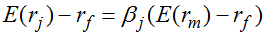 E(r_j) − r_f = β_j(E(r_m) − r_f)